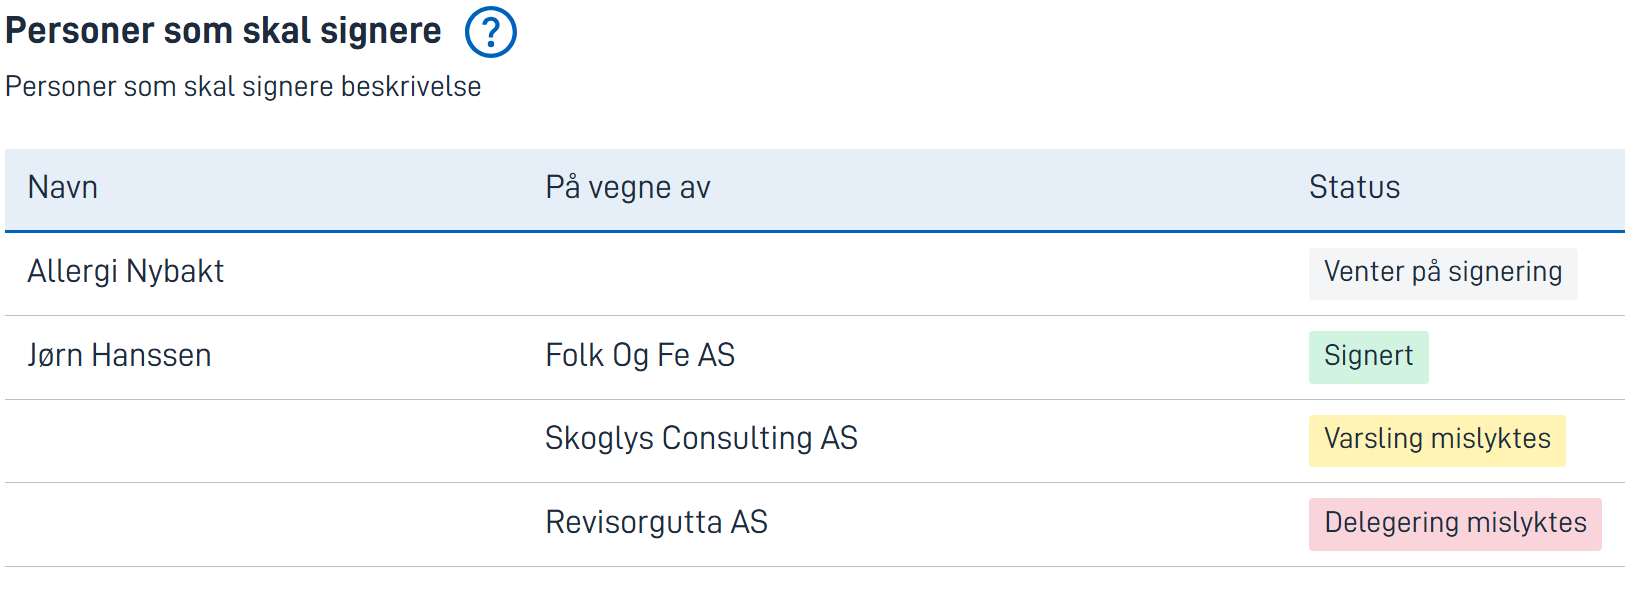 Personer som skal signere ?
Personer som skal signere beskrivelse
Navn På vegne av Status
Allergi Nybakt Venter på signering
Jørn Hanssen Folk Og Fe AS Signert
Skoglys Consulting AS Varsling mislyktes
Revisorgutta AS Delegering mislyktes